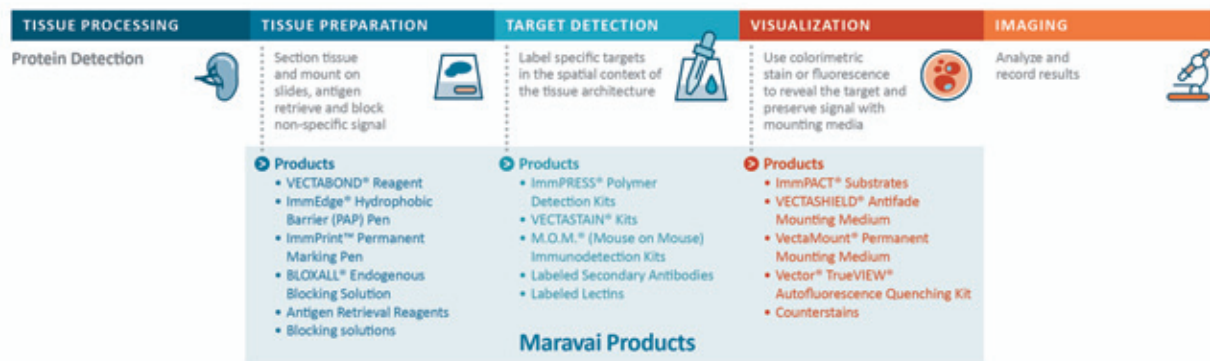 TISSUE PROCESSING
TISSUE PREPARATION
TARGET DETECTION
VISUALIZATION
IMAGING
Protein Detection
Section tissue
and mount on
slides, antigen
retrieve and block
non-specific signal
Label specific targets
in the spatial context of
the tissue architecture
Use colorimetric
stain or fluorescence
to reveal the target and
preserve signal with
mounting media
Analyze and
record results
Products
• VECTABOND® Reagent
• ImmEdge® Hydrophobic
Barrier (PAP) Pen
• ImmPrint™ Permanent
Marking Pen
• BLOXALL® Endogenous
Blocking Solution
• Antigen Retrieval Reagents
• Blocking solutions
Products
• ImmPRESS® Polymer
Detection Kits
• VECTASTAIN® Kits
• M.O.M.® (Mouse on Mouse)
Immunodetection Kits
• Labeled Secondary Antibodies
• Labeled Lectins
Products
• ImmPACT® Substrates
• VECTASHIELD® Antifade
Mounting Medium
• VectaMount® Permanent
Mounting Medium
• Vector® TrueVIEW®
Autofluorescence Quenching Kit
• Counterstains
Maravai Products